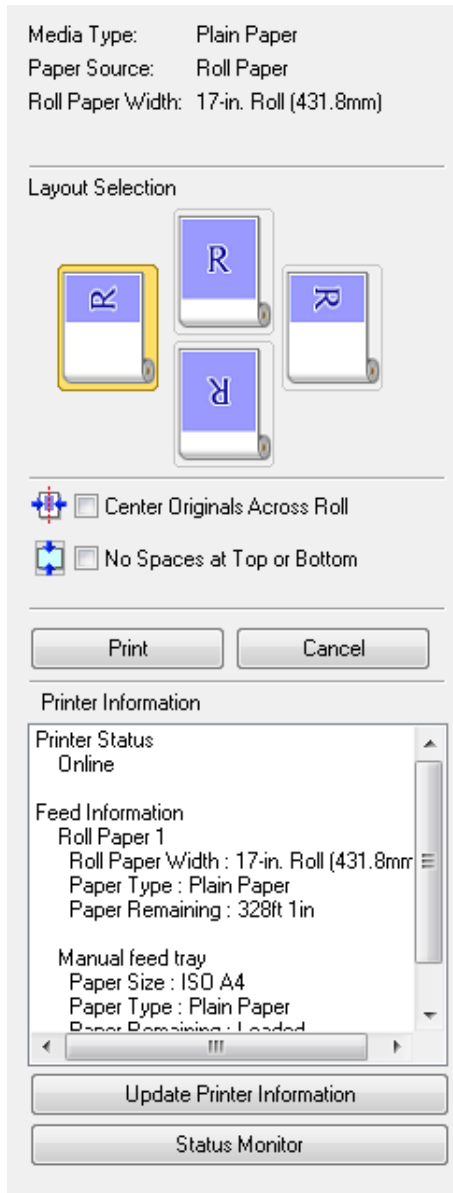 Media Type: Plain Paper
Paper Source: Roll Paper
Roll Paper Width: 17-in. Roll (431.8mm)
Layout Selection
R
R
R
R
Center Originals Across Roll
No Spaces at Top or Bottom
Print Cancel
Printer Information
Printer Status
Online
Feed Information
Roll Paper 1
Roll Paper Width : 17-in. Roll (431.8mm
Paper Type : Plain Paper
Paper Remaining : 328ft 1in
Manual feed tray
Paper Size : ISO A4
Paper Type : Plain Paper
Paper Remaining : Loaded
Update Printer Information
Status Monitor